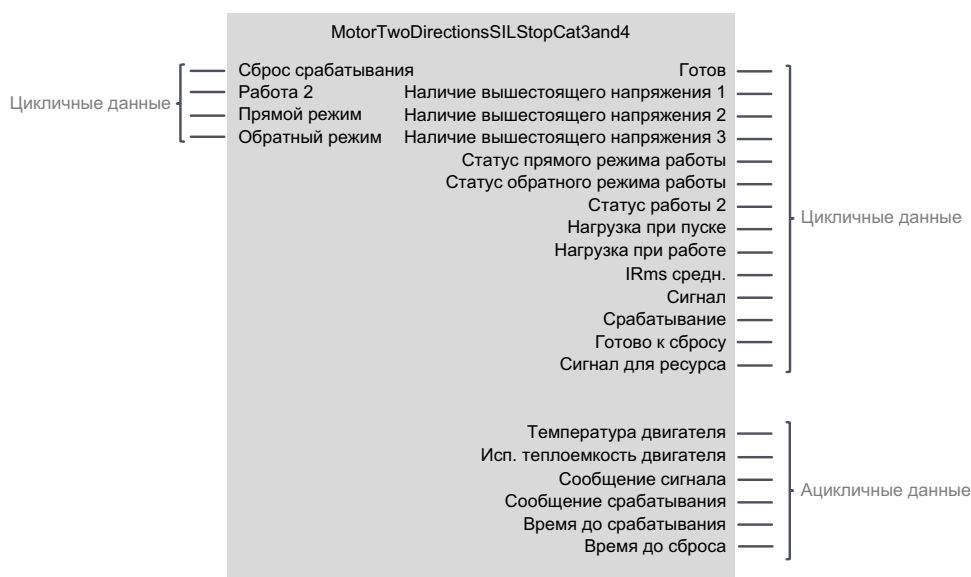 MotorTwoDirectionsSILStopCat3and4
Сброс срабатывания
Работа 2
Прямой режим
Обратный режим
Цикличные данные
Готов
Наличие вышестоящего напряжения 1
Наличие вышестоящего напряжения 2
Наличие вышестоящего напряжения 3
Статус прямого режима работы
Статус обратного режима работы
Статус работы 2
Нагрузка при пуске
Нагрузка при работе
IRms средн.
Сигнал
Срабатывание
Готово к сбросу
Сигнал для ресурса
Цикличные данные
Температура двигателя
Исп. теплоемкость двигателя
Сообщение сигнала
Сообщение срабатывания
Время до срабатывания
Время до сброса
Ацикличные данные